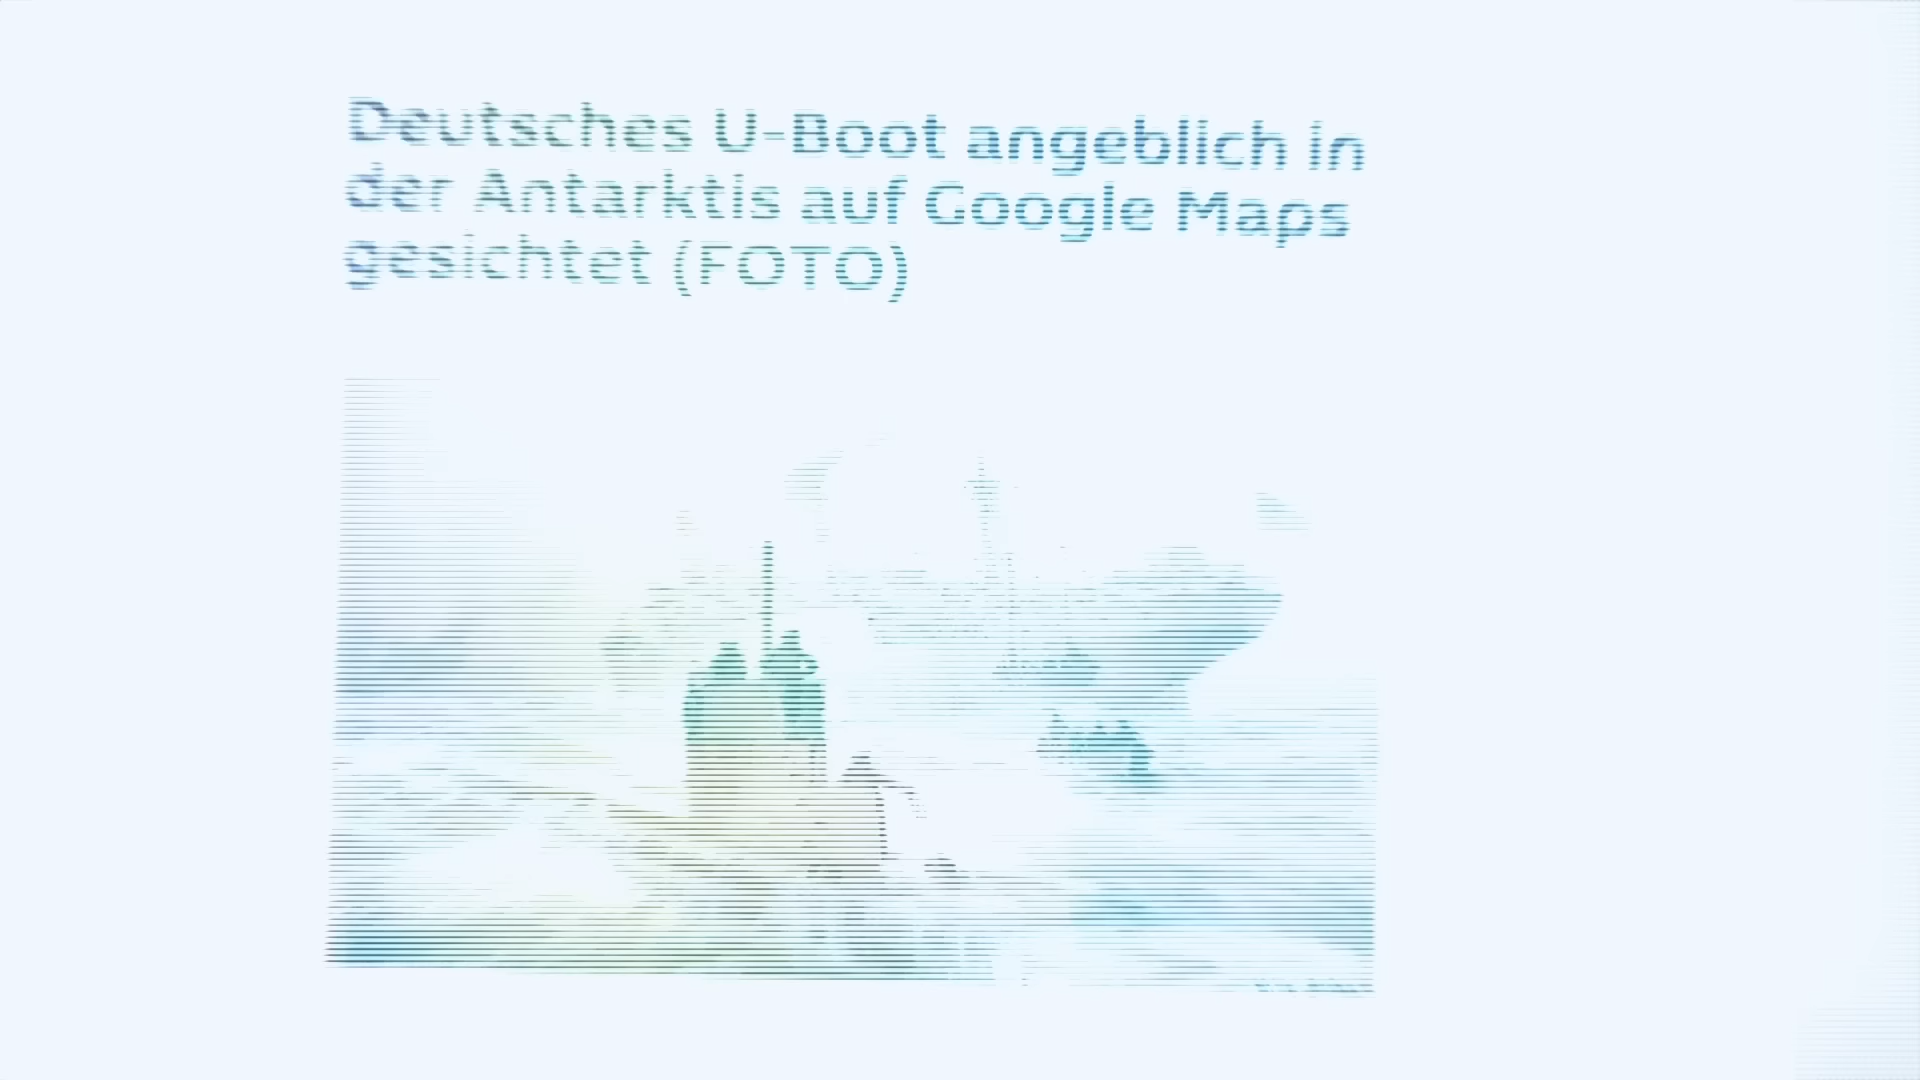 Deutsches U-Boot angeblich in
der Antarktis auf Google Maps
gesichtet (FOTO)